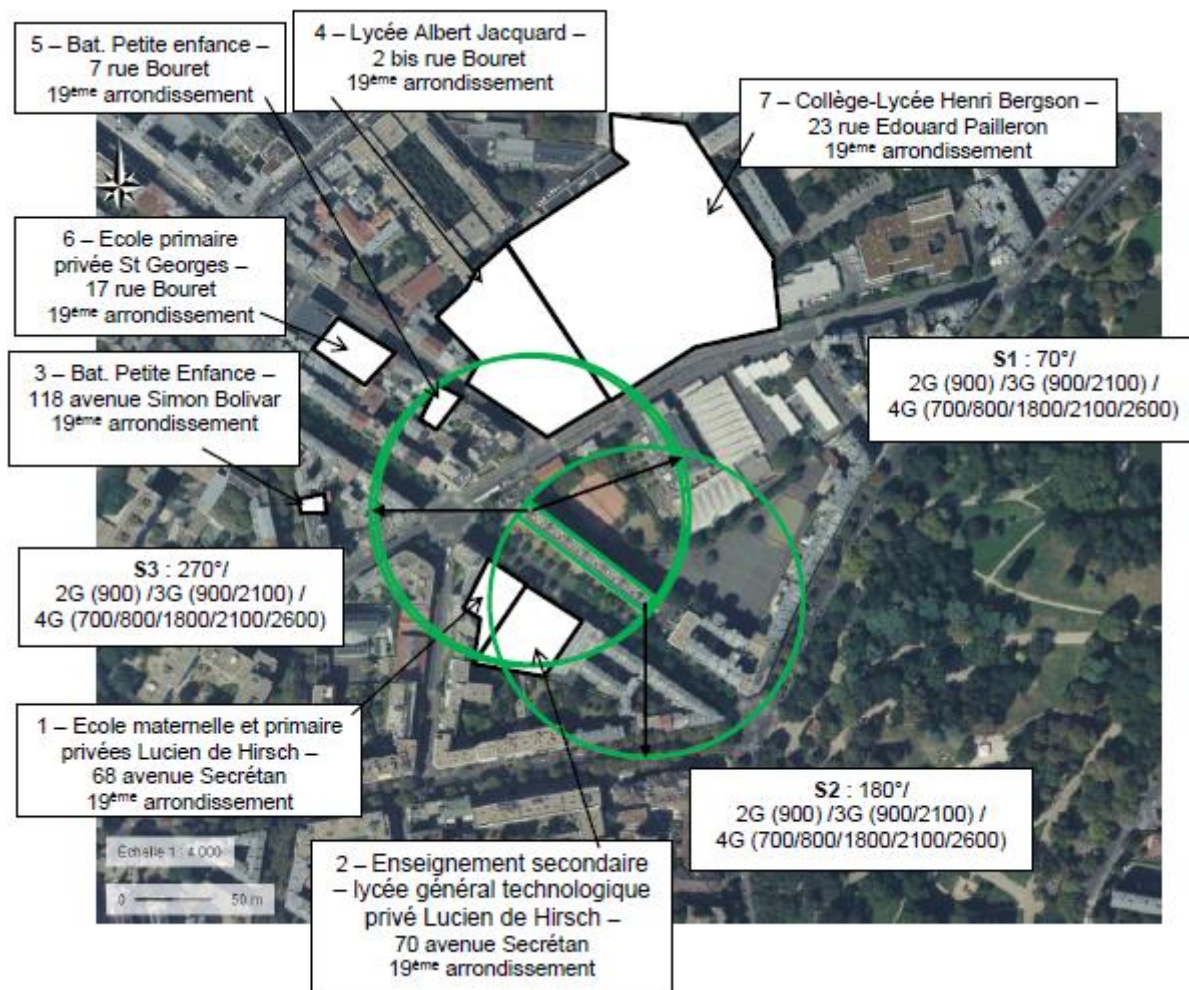 5 – Bat. Petite enfance –
7 rue Bouret
19ème arrondissement
4 – Lycée Albert Jacquard –
2 bis rue Bouret
19ème arrondissement
7 – Collège-Lycée Henri Bergson –
23 rue Edouard Pailleron
19ème arrondissement
6 – Ecole primaire
privée St Georges –
17 rue Bouret
19ème arrondissement
3 – Bat. Petite Enfance –
118 avenue Simon Bolivar
19ème arrondissement
S1 : 70°/
2G (900) /3G (900/2100) /
4G (700/800/1800/2100/2600)
S3 : 270°/
2G (900) /3G (900/2100) /
4G (700/800/1800/2100/2600)
1 – Ecole maternelle et primaire
privées Lucien de Hirsch –
68 avenue Secrétan
19ème arrondissement
S2 : 180°/
2G (900) /3G (900/2100) /
4G (700/800/1800/2100/2600)
2 – Enseignement secondaire
– lycée général technologique
privé Lucien de Hirsch –
70 avenue Secrétan
19ème arrondissement
Échelle 1 : 4 000
0 50 m